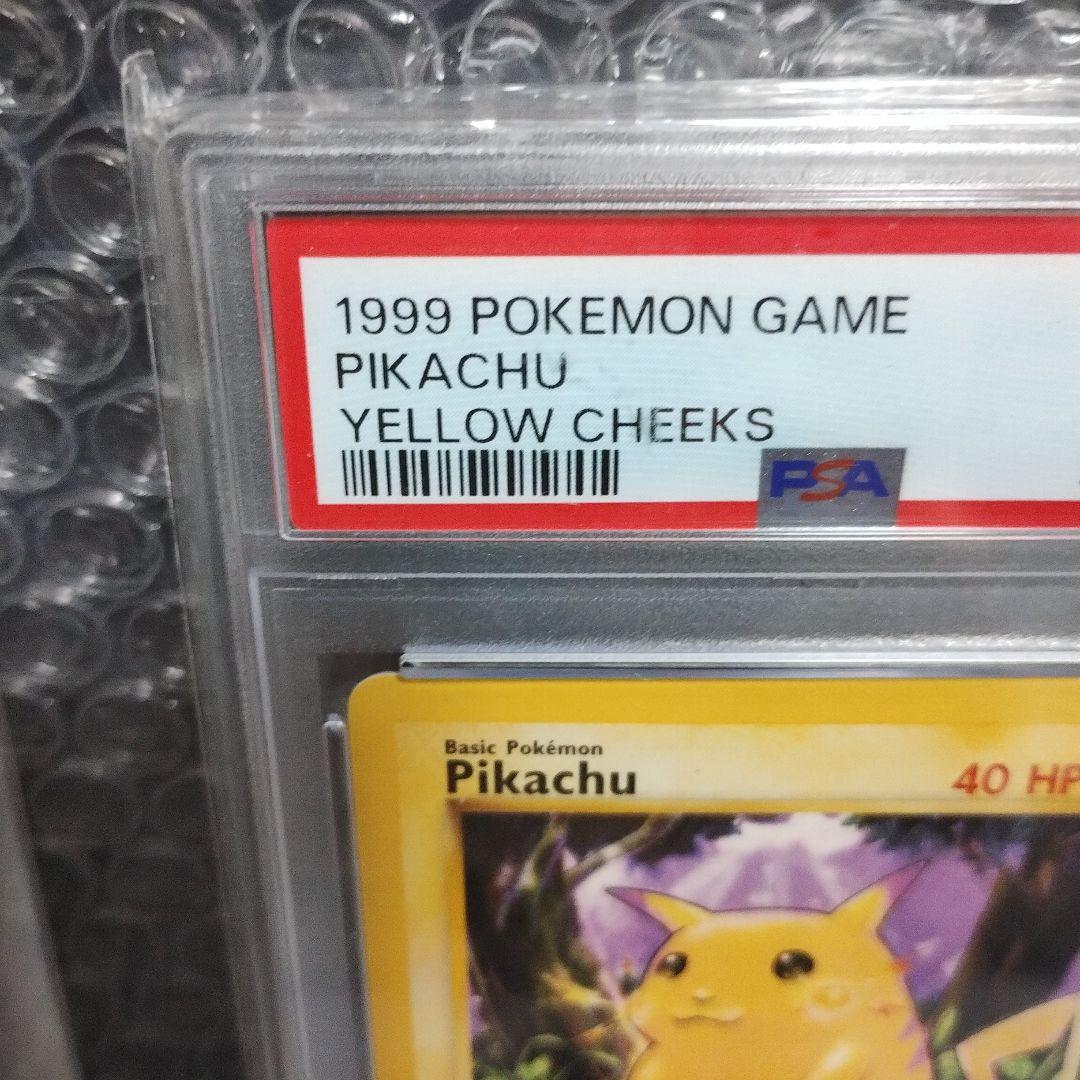 1999 POKEMON GAME
PIKACHU
YELLOW CHEEKS
PSA
Basic Pokémon
Pikachu
40 HP